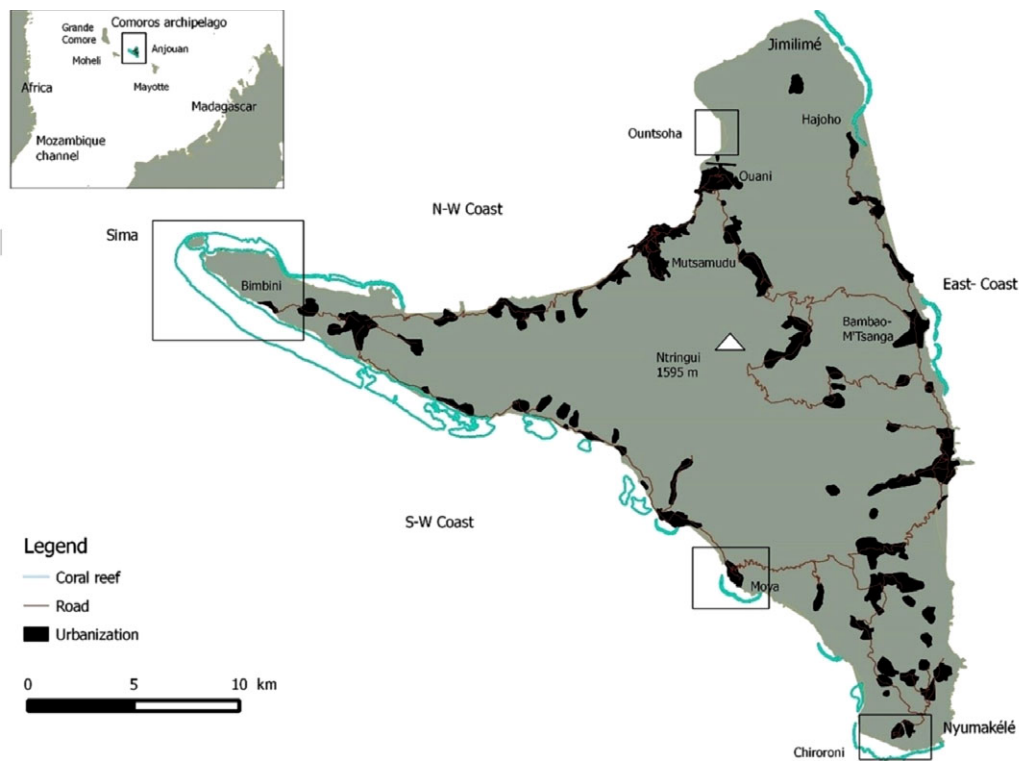 Comoros archipelago
Grande
Comore
Anjouan
Moheli
Mayotte
Africa
Madagascar
Mozambique
channel
Jimilimé
Hajoho
Ountsoha
Ouani
N-W Coast
Sima
Mutsamudu
Bimbini
East- Coast
Bambao-
M'Tsanga
Ntringui
1595 m
S-W Coast
Legend
Coral reef
Road
Urbanization
Moya
0 5 10 km
Nyumakélé
Chiroroni